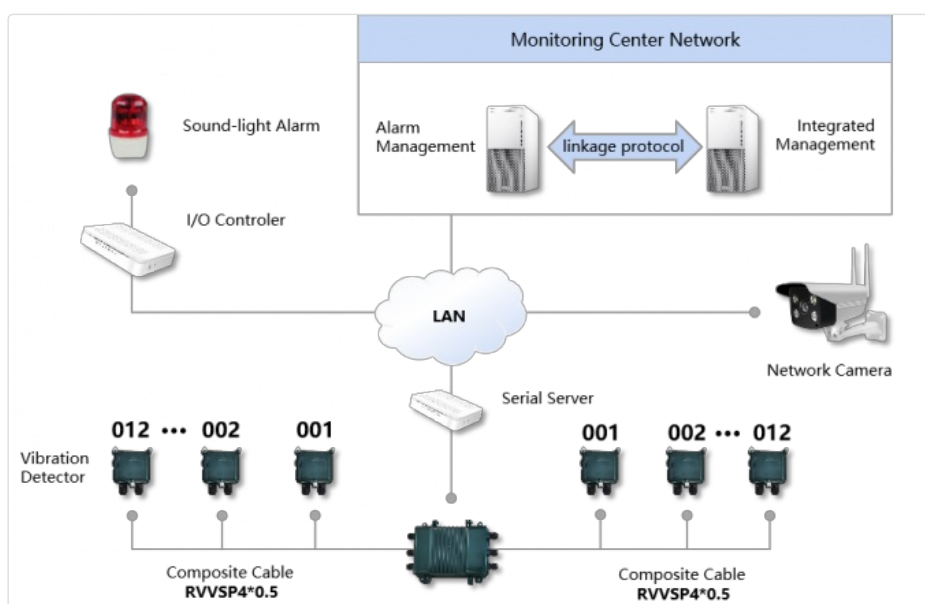 Monitoring Center Network
Sound-light Alarm
Alarm
Management
linkage protocol
Integrated
Management
I/O Controler
LAN
Network Camera
Serial Server
012 ••• 002 001
001 002 ••• 012
Vibration
Detector
Composite Cable
RVVSP4*0.5
Composite Cable
RVVSP4*0.5